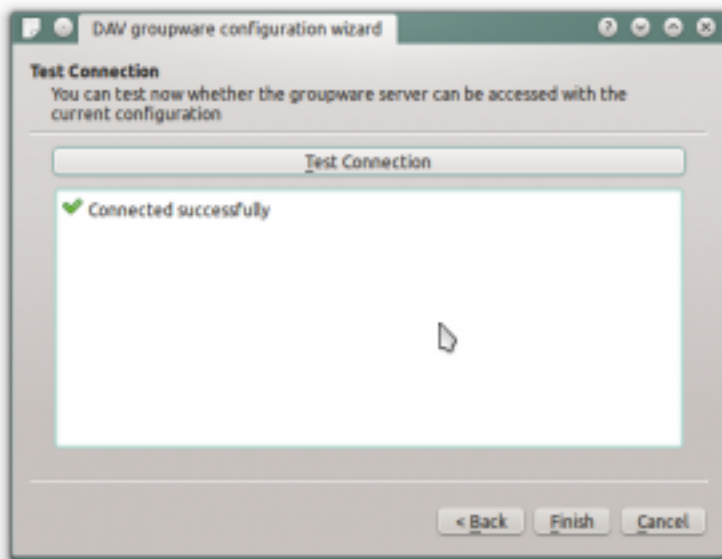 DAV groupware configuration wizard
Test Connection
You can test now whether the groupware server can be accessed with the
current configuration
Test Connection
Connected successfully
< Back
Finish
Cancel